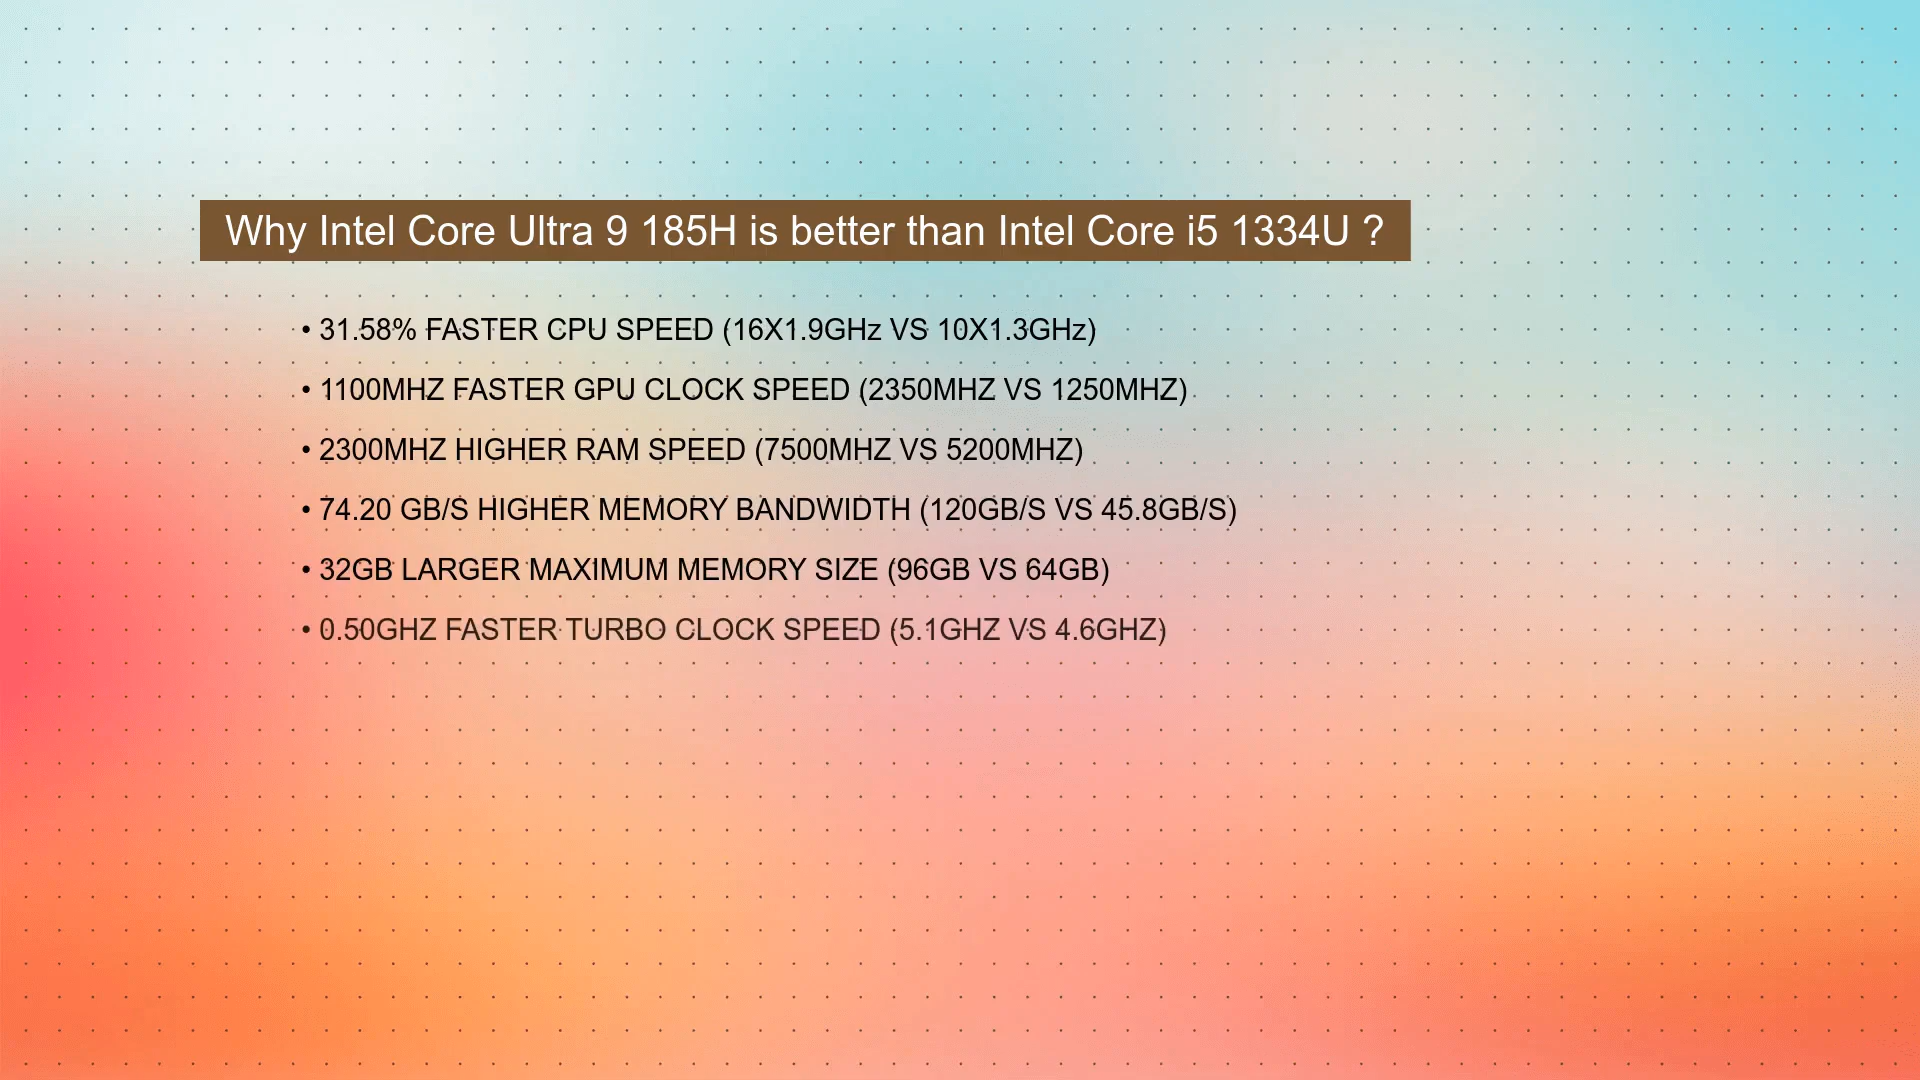 Why Intel Core Ultra 9 185H is better than Intel Core i5 1334U ?
• 31.58% FASTER CPU SPEED (16X1.9GHz VS 10X1.3GHz)
• 1100MHZ FASTER GPU CLOCK SPEED (2350MHZ VS 1250MHZ)
• 2300MHZ HIGHER RAM SPEED (7500MHZ VS 5200MHZ)
• 74.20 GB/S HIGHER MEMORY BANDWIDTH (120GB/S VS 45.8GB/S)
• 32GB LARGER MAXIMUM MEMORY SIZE (96GB VS 64GB)
• 0.50GHZ FASTER TURBO CLOCK SPEED (5.1GHZ VS 4.6GHZ)